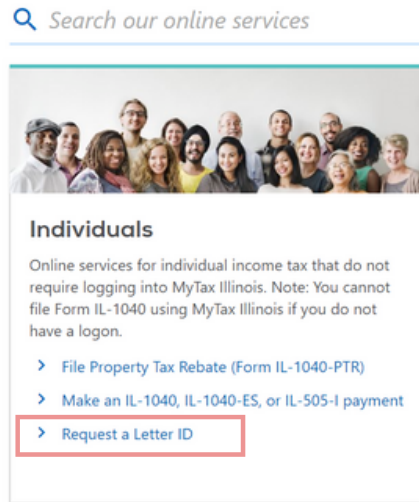 Search our online services
Individuals
Online services for individual income tax that do not
require logging into MyTax Illinois. Note: You cannot
file Form IL-1040 using MyTax Illinois if you do not
have a logon.
File Property Tax Rebate (Form IL-1040-PTR)
Make an IL-1040, IL-1040-ES, or IL-505-I payment
Request a Letter ID